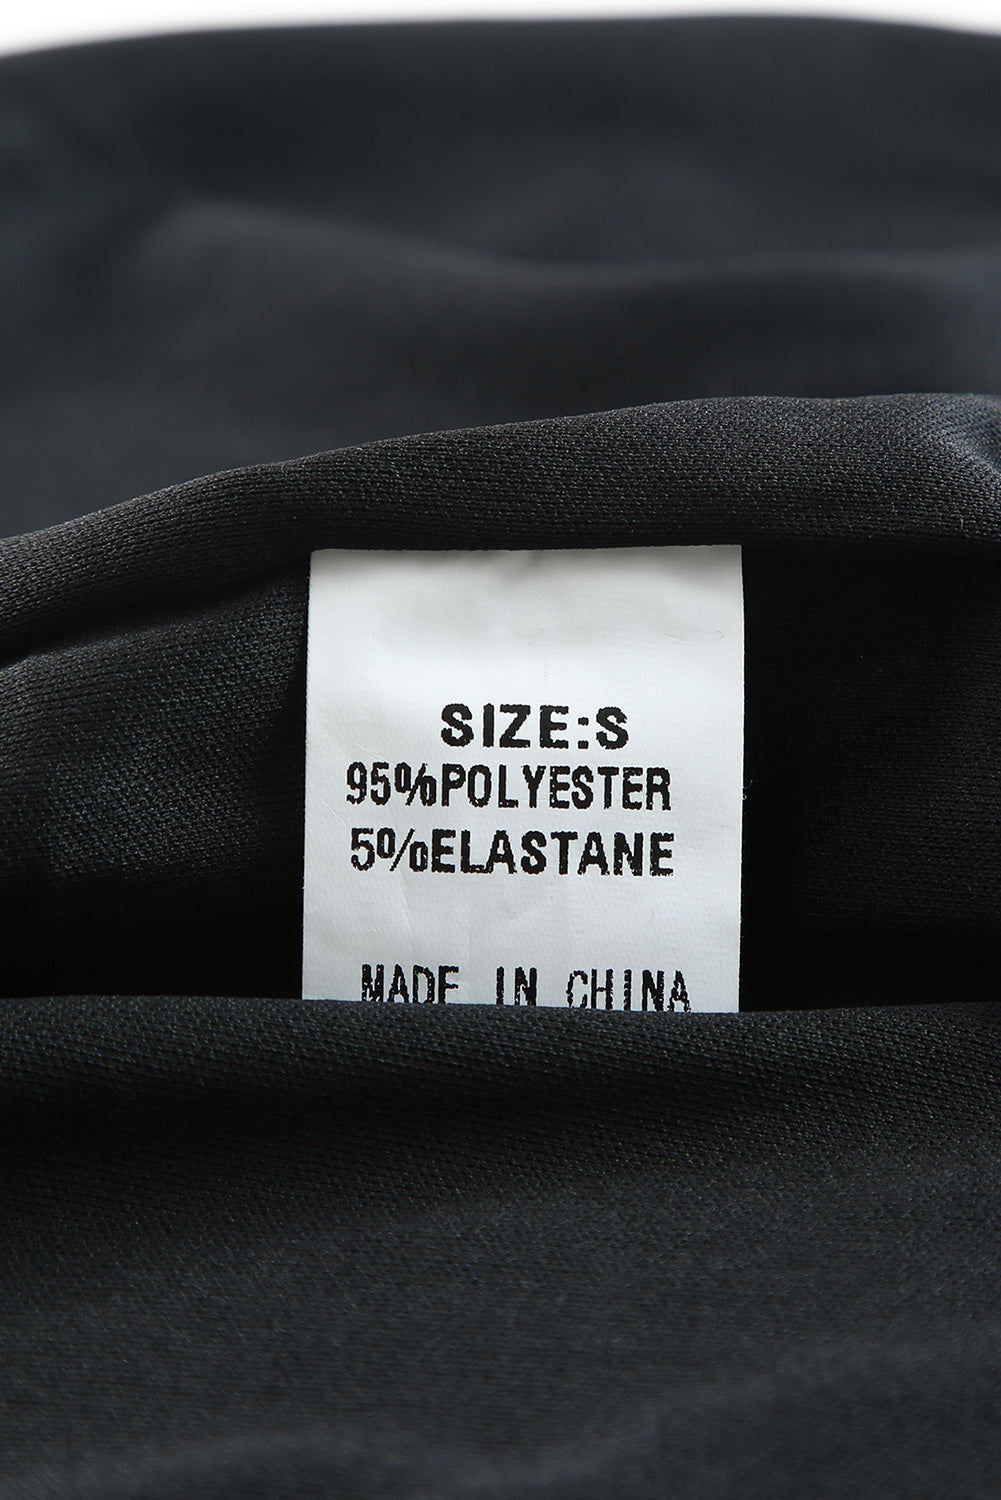 SIZE:S
95%POLYESTER
5%ELASTANE
MADE IN CHINA